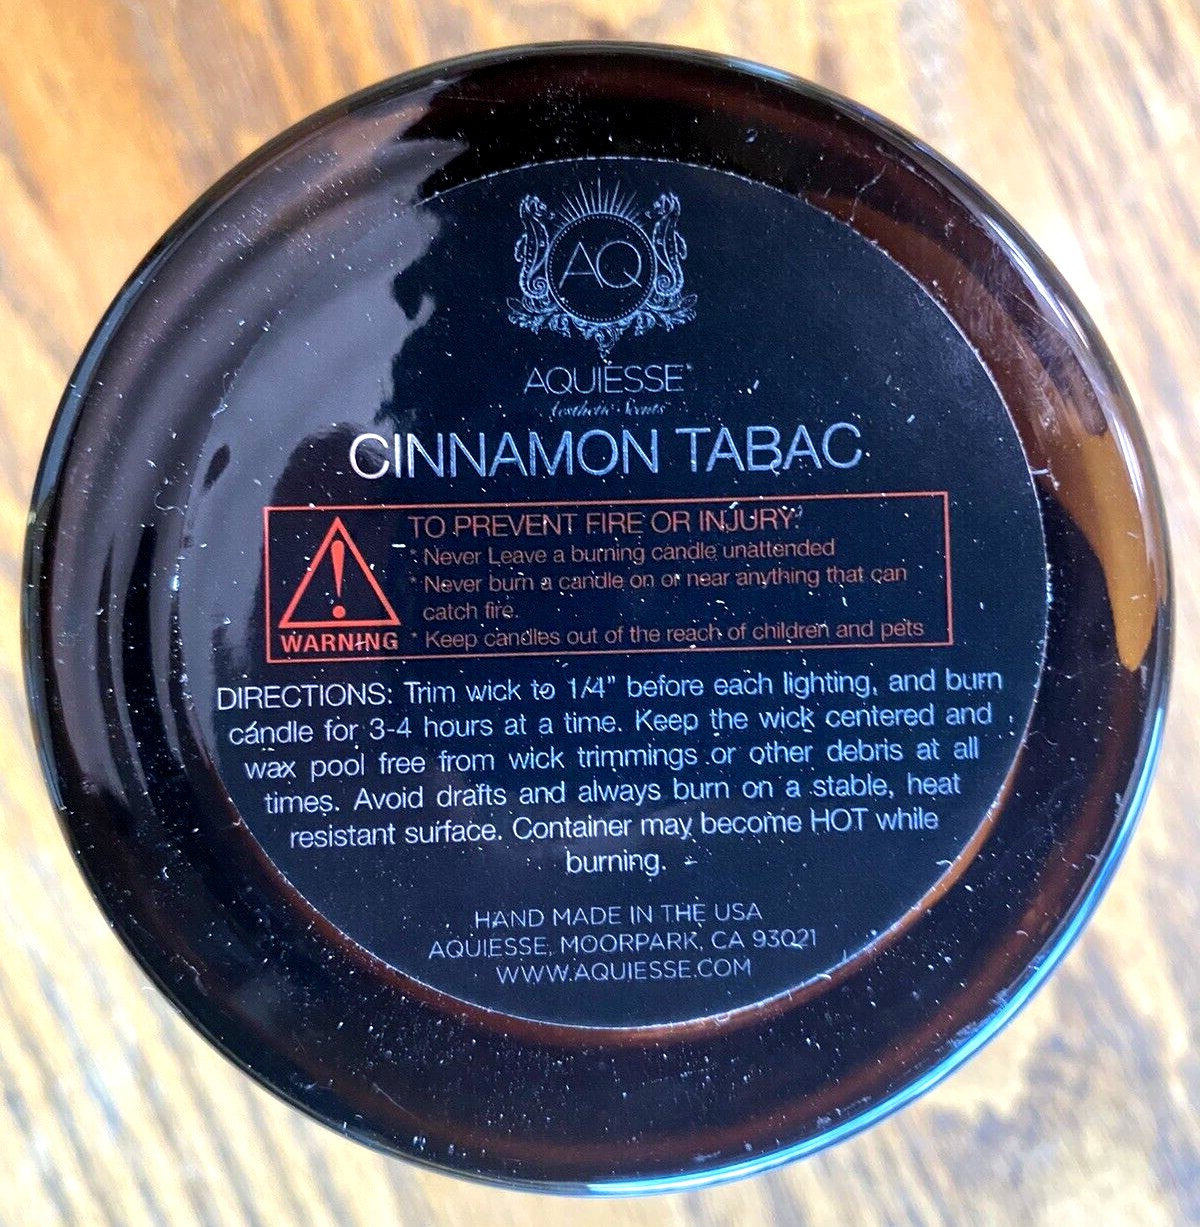 AQ
AQUIESSE
Aesthetic Scents
CINNAMON TABAC
TO PREVENT FIRE OR INJURY:
* Never Leave a burning candle unattended
* Never burn a candle on or near anything that can
catch fire.
WARNING
* Keep candles out of the reach of children and pets
DIRECTIONS: Trim wick to 1/4" before each lighting, and burn
candle for 3-4 hours at a time. Keep the wick centered and
wax pool free from wick trimmings or other debris at all
times. Avoid drafts and always burn on a stable, heat
resistant surface. Container may become HOT while
burning.
HAND MADE IN THE USA
AQUIESSE, MOORPARK, CA 93021
WWW.AQUIESSE.COM